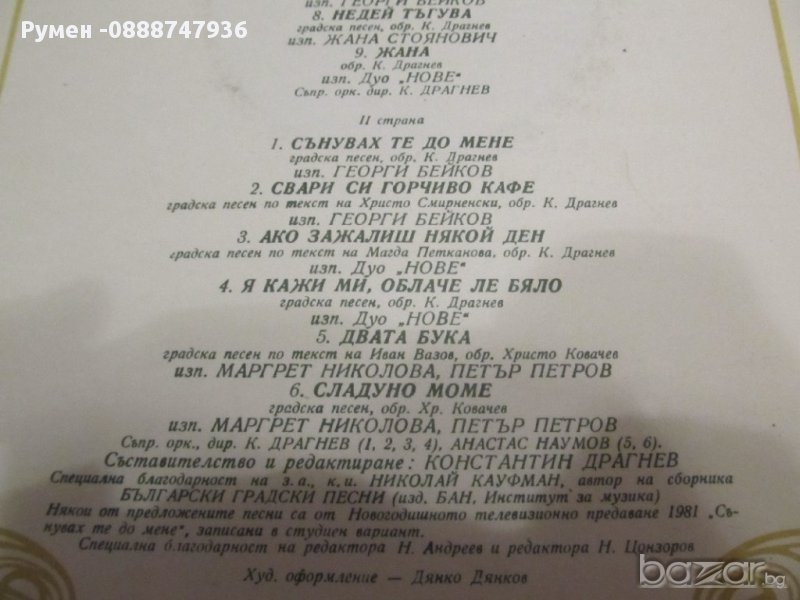 изп. ГЕОРГИ БЕЙКОВ
Румен -0888747936
8. НЕДЕЙ ТЪГУВА
градска песен, обр. К. Драгнев
изп. ЖАНА СТОЯНОВИЧ
9. ЖАНА
обр. К. Драгнев
изп. Дуо „НОВЕ"
Съпр. орк. дир. К. ДРАГНЕВ
II страна
1. СЪНУВАХ ТЕ ДО МЕНЕ
градска песен, обр. К. Драгнев
изп. ГЕОРГИ БЕЙКОВ
2. СВАРИ СИ ГОРЧИВО КАФЕ
градска песен по текст на Христо Смирненски, обр. К. Драгнев
изп. ГЕОРГИ БЕЙКОВ
3. АКО ЗАЖАЛИШ НЯКОЙ ДЕН
градска песен по текст на Магда Петканова, обр. К. Драгнев
изп. Дуо „НОВЕ"
4. Я КАЖИ МИ, ОБЛАЧЕ ЛЕ БЯЛО
градска песен, обр. К. Драгнев
изп. Дуо „НОВЕ"
5. ДВАТА БУКА
градска песен по текст на Иван Вазов, обр. Христо Ковачев
изп. МАРГРЕТ НИКОЛОВА, ПЕТЪР ПЕТРОВ
6. СЛАДУНО МОМЕ
градска песен, обр. Хр. Ковачев
изп. МАРГРЕТ НИКОЛОВА, ПЕТЪР ПЕТРОВ
Съпр. орк., дир. К. ДРАГНЕВ (1, 2, 3, 4), АНАСТАС НАУМОВ (5, 6).
Съставителство и редактиране: КОНСТАНТИН ДРАГНЕВ
Специална благодарност на з. а., к. и. НИКОЛАЙ КАУФМАН, автор на сборника
БЪЛГАРСКИ ГРАДСКИ ПЕСНИ (изд. БАН, Институт за музика)
Някои от предложените песни са от Новогодишното телевизионно предаване 1981 „Съ-
нувах те до мене", записани в студиен вариант.
Специална благодарност на редактора Н. Андреев и редактора Н. Цонзоров
Худ. оформление — Дянко Дянков
bazar.bg